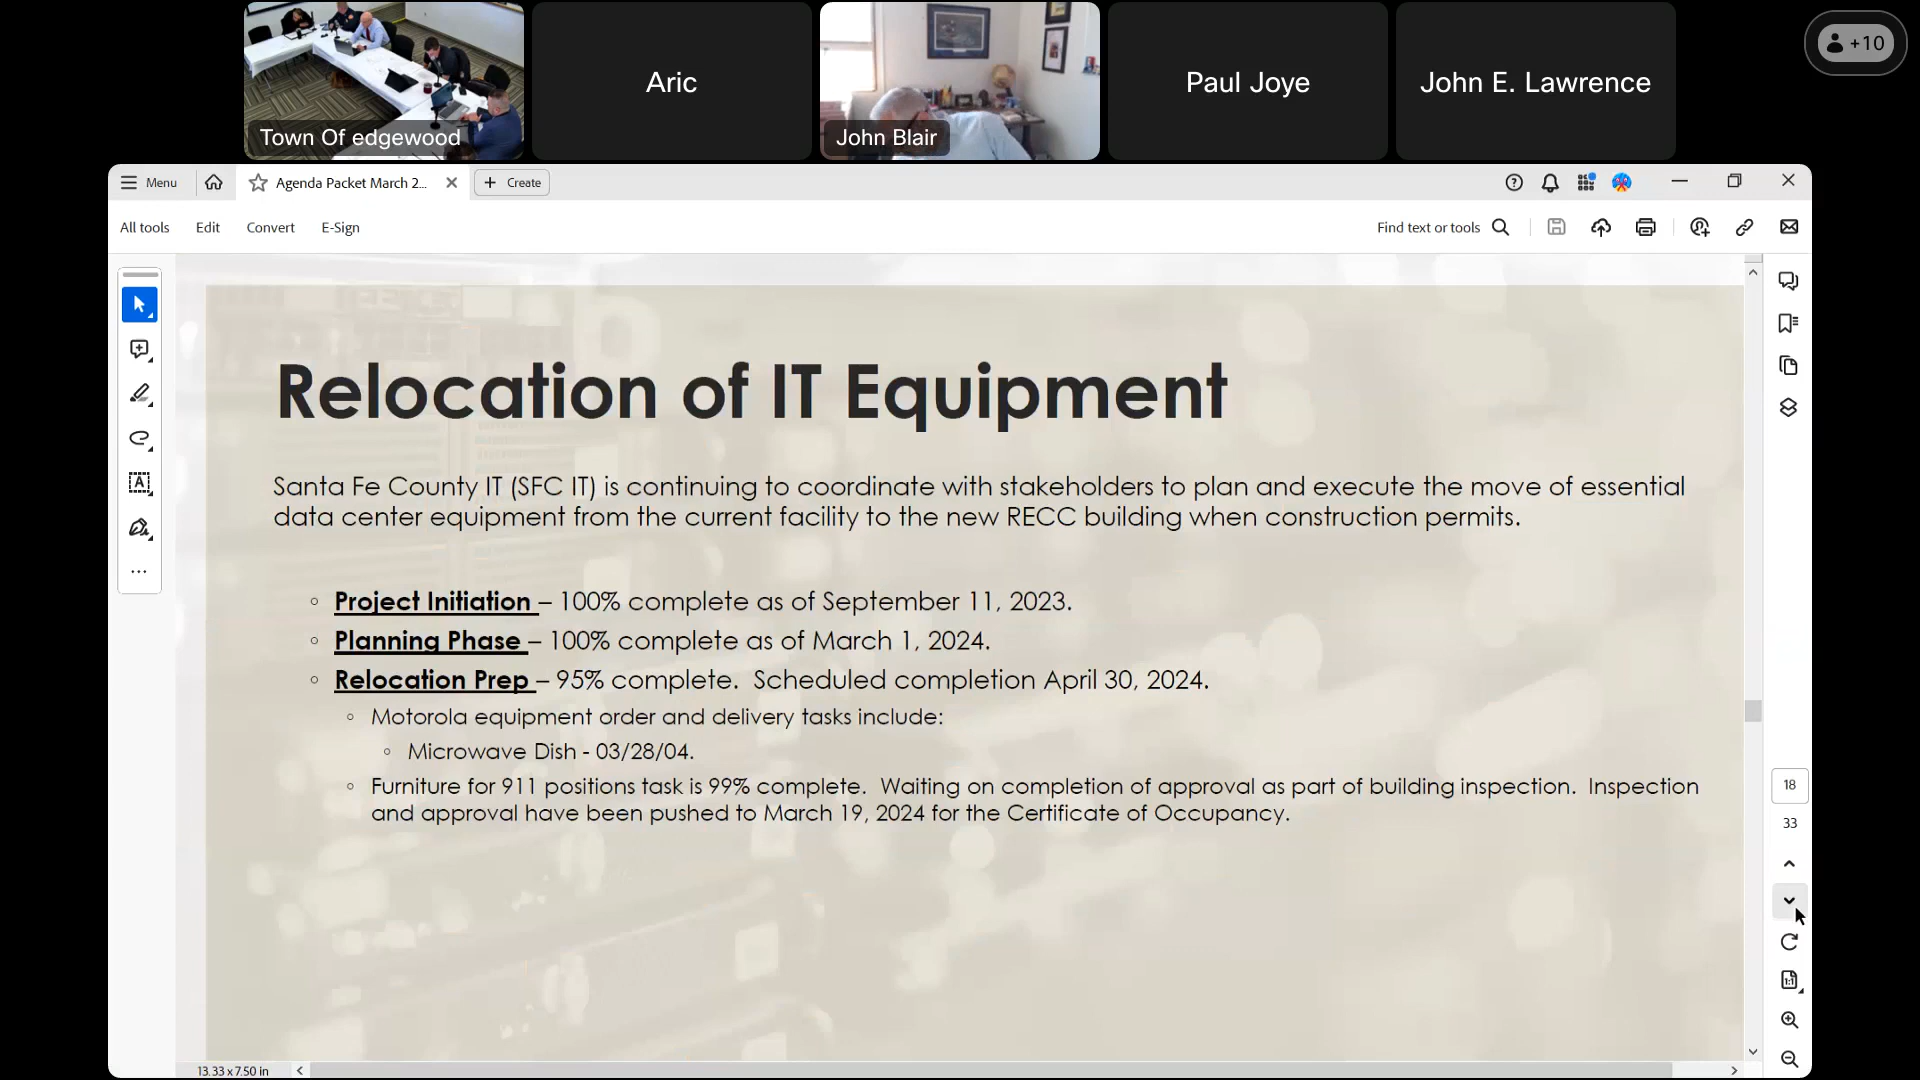 Town Of edgewood
Aric
John Blair
Paul Joye
John E. Lawrence
+10
Menu
Agenda Packet March 2...
Create
All tools
Edit
Convert
E-Sign
Find text or tools
Relocation of IT Equipment
Santa Fe County IT (SFC IT) is continuing to coordinate with stakeholders to plan and execute the move of essential
data center equipment from the current facility to the new RECC building when construction permits.
Project Initiation – 100% complete as of September 11, 2023.
Planning Phase – 100% complete as of March 1, 2024.
Relocation Prep – 95% complete.  Scheduled completion April 30, 2024.
Motorola equipment order and delivery tasks include:
Microwave Dish - 03/28/04.
Furniture for 911 positions task is 99% complete.  Waiting on completion of approval as part of building inspection.  Inspection
and approval have been pushed to March 19, 2024 for the Certificate of Occupancy.
18
33
13.33 x 7.50 in